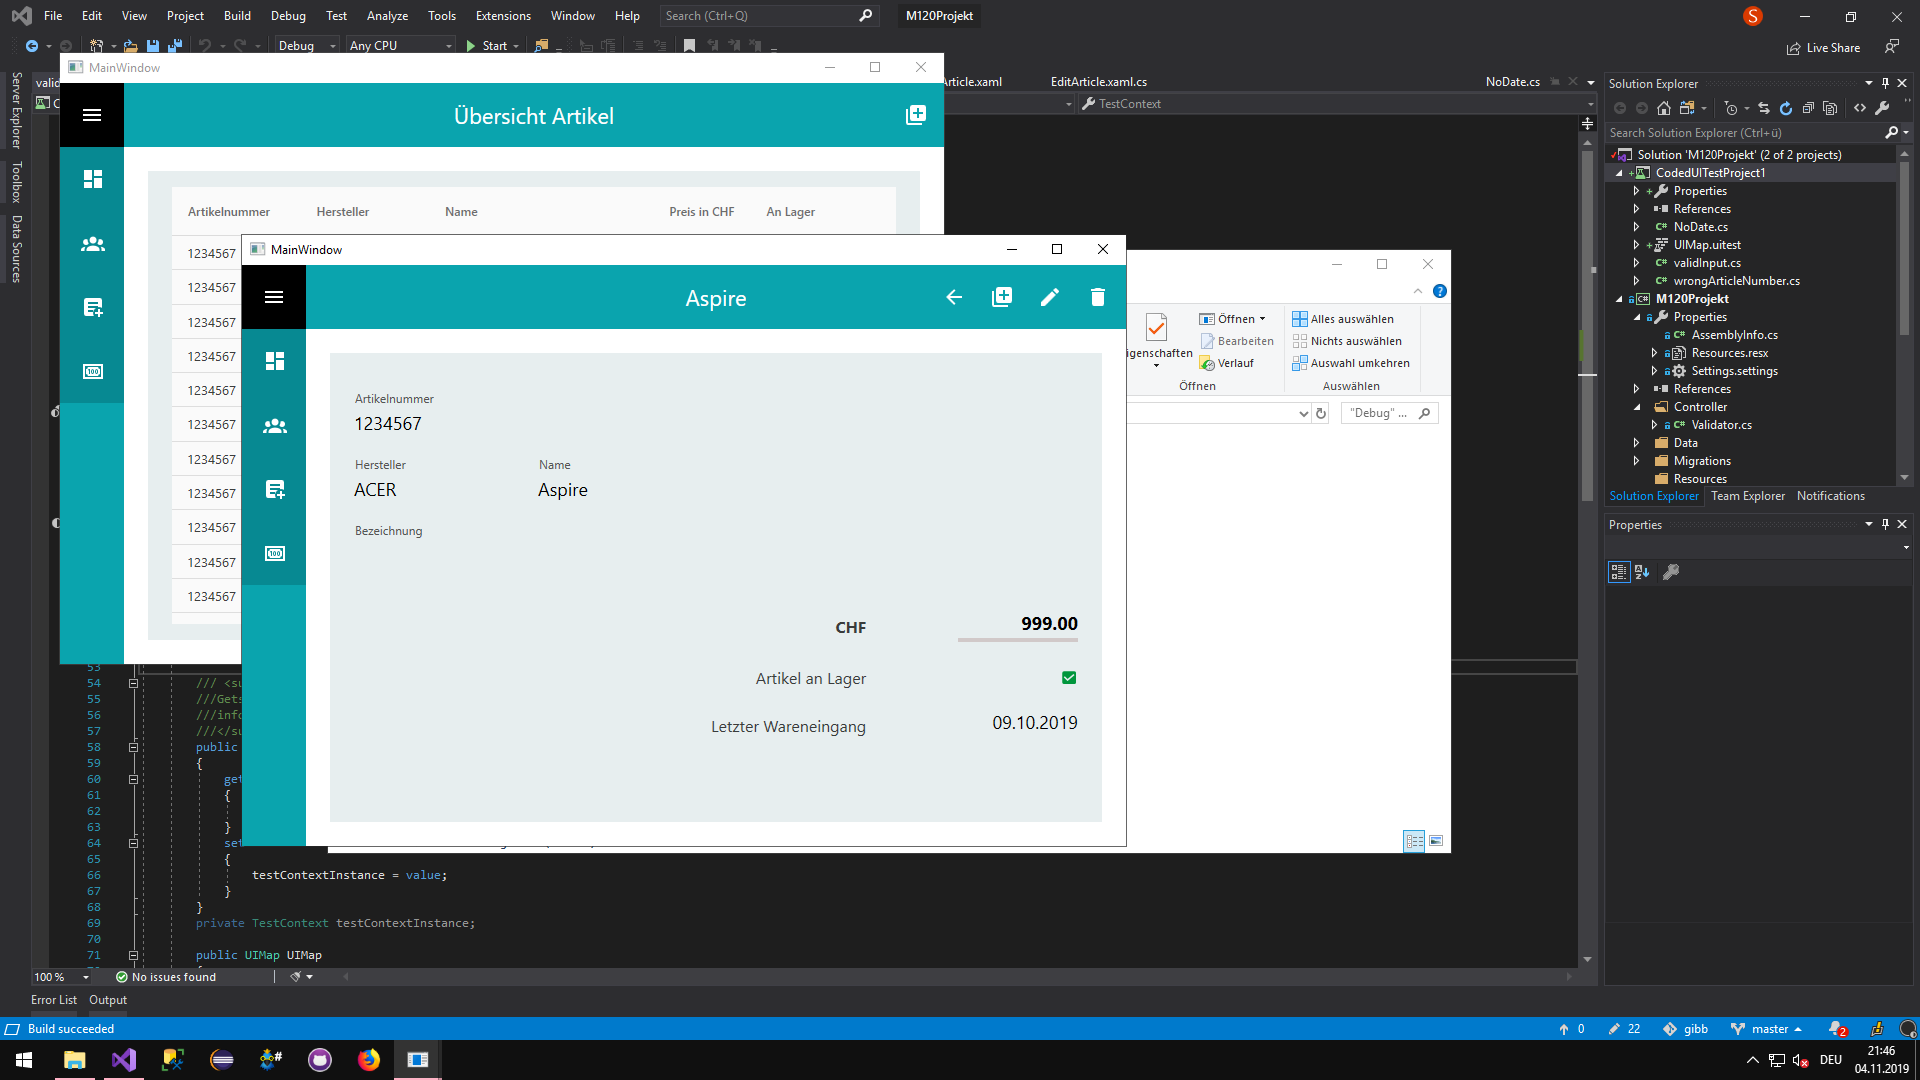 File Edit View Project Build Debug Test Analyze Tools Extensions Window Help Search (Ctrl+Q) M120Projekt S
Debug Any CPU Start Live Share
MainWindow
EditArticle.xaml.cs NoDate.cs
TestContext
Server Explorer
Toolbox
Data Sources
Übersicht Artikel
Artikelnummer Hersteller Name Preis in CHF An Lager
1234567
1234567
1234567
1234567
1234567
1234567
1234567
1234567
1234567
1234567
1234567
MainWindow
Aspire
Artikelnummer
1234567
Hersteller Name
ACER Aspire
Bezeichnung
CHF 999.00
Artikel an Lager
Letzter Wareneingang 09.10.2019
Öffnen Alles auswählen
Bearbeiten Nichts auswählen
Verlauf Auswahl umkehren
Öffnen Auswählen
"Debug" ...
53
54 /// <su
55 ///Gets
56 ///info
57 ///</su
58 public
59 {
60 get
61 {
62
63 }
64 set
65 {
66 testContextInstance = value;
67 }
68 }
69 private TestContext testContextInstance;
70
71 public UIMap UIMap
100 % No issues found
Error List Output
Solution Explorer
Search Solution Explorer (Ctrl+ü)
Solution 'M120Projekt' (2 of 2 projects)
CodedUITestProject1
Properties
References
NoDate.cs
UIMap.uitest
validInput.cs
wrongArticleNumber.cs
M120Projekt
Properties
AssemblyInfo.cs
Resources.resx
Settings.settings
References
Controller
Validator.cs
Data
Migrations
Resources
Solution Explorer Team Explorer Notifications
Properties
Build succeeded 0 22 gibb master 2
DEU 21:46
04.11.2019